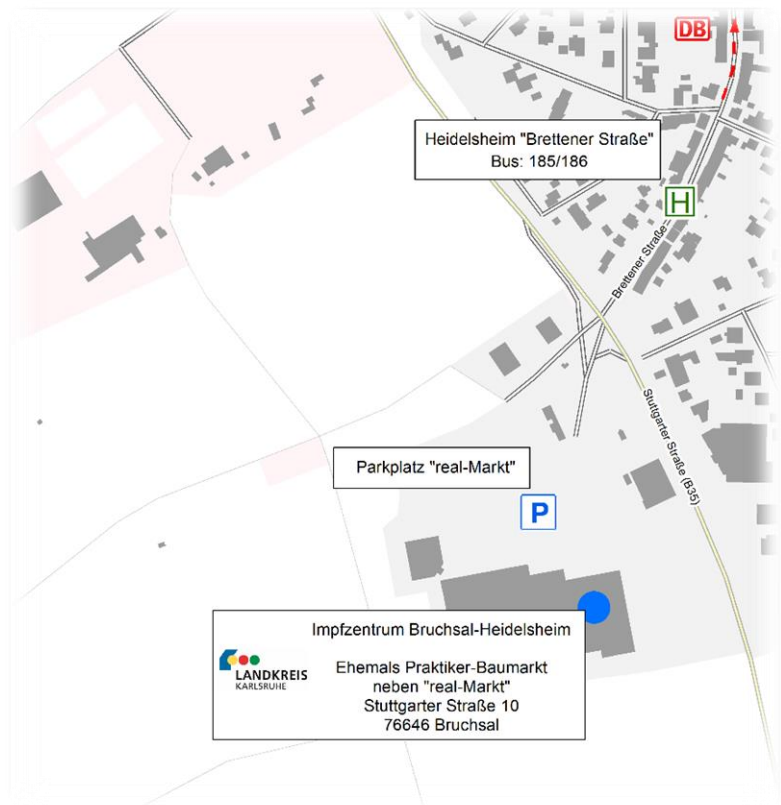 DB
Heidelsheim "Brettener Straße"
Bus: 185/186
H
Brettener Straße
Stuttgarter Straße (B35)
Parkplatz "real-Markt"
P
Impfzentrum Bruchsal-Heidelsheim
LANDKREIS
KARLSRUHE
Ehemals Praktiker-Baumarkt
neben "real-Markt"
Stuttgarter Straße 10
76646 Bruchsal